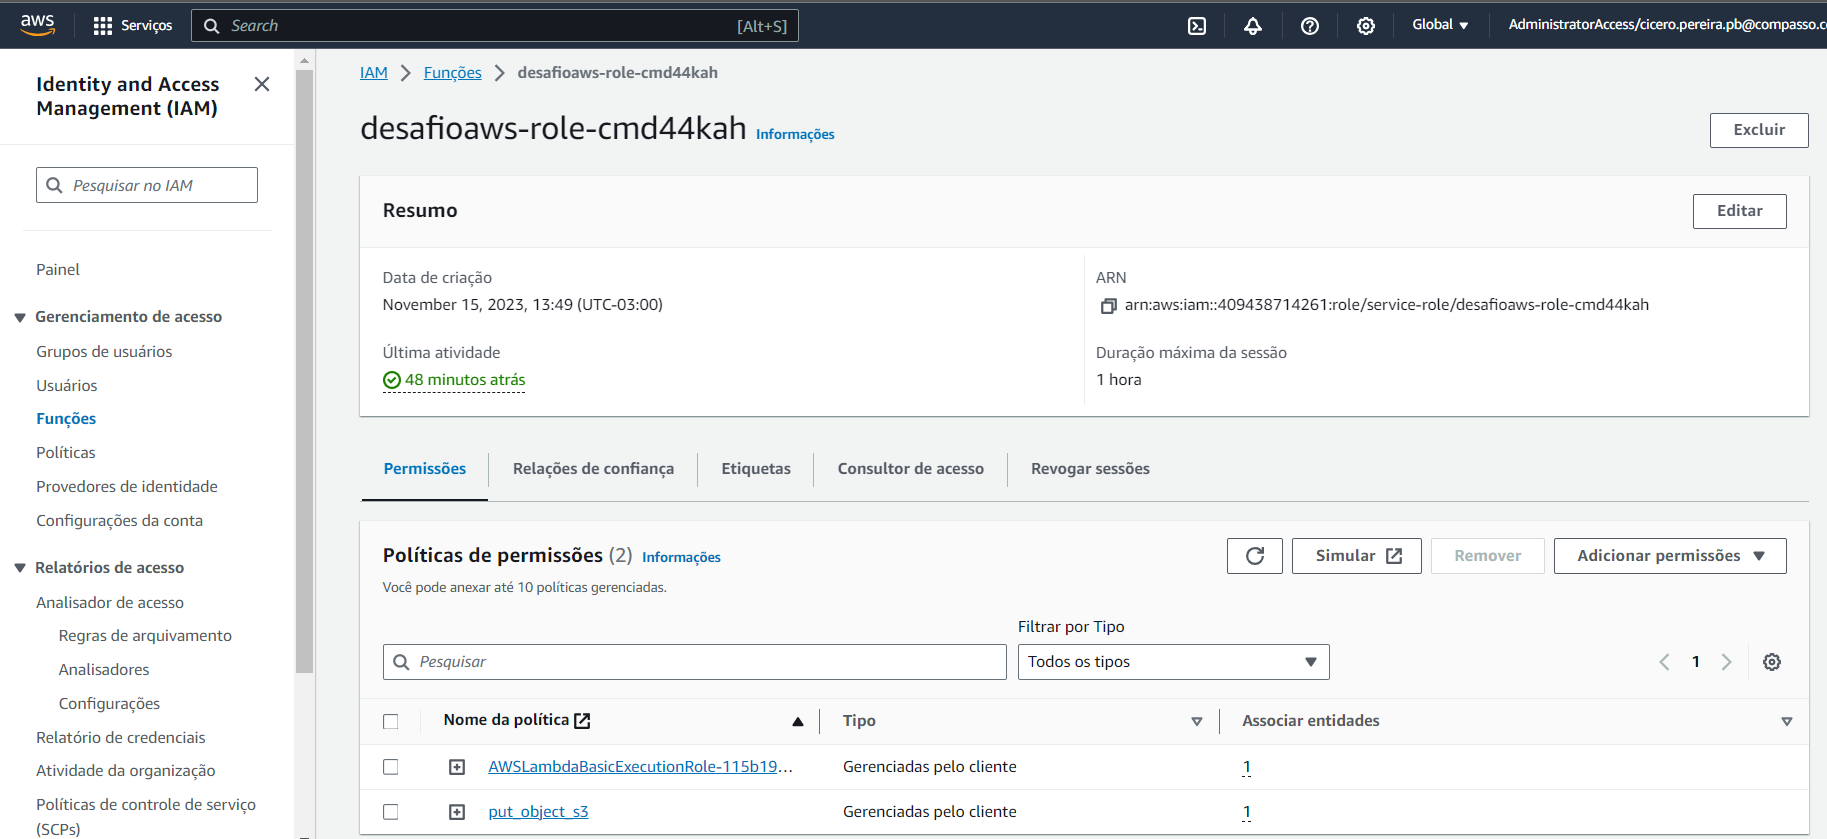 aws
Serviços
Search
[Alt+S]
Global
AdministratorAccess/cicero.pereira.pb@compasso.c
Identity and Access
Management (IAM)
Pesquisar no IAM
Painel
Gerenciamento de acesso
Grupos de usuários
Usuários
Funções
Políticas
Provedores de identidade
Configurações da conta
Relatórios de acesso
Analisador de acesso
Regras de arquivamento
Analisadores
Configurações
Relatório de credenciais
Atividade da organização
Políticas de controle de serviço
(SCPs)
IAM > Funções > desafioaws-role-cmd44kah
desafioaws-role-cmd44kah Informações
Excluir
Resumo
Editar
Data de criação
November 15, 2023, 13:49 (UTC-03:00)
Última atividade
48 minutos atrás
ARN
arn:aws:iam::409438714261:role/service-role/desafioaws-role-cmd44kah
Duração máxima da sessão
1 hora
Permissões
Relações de confiança
Etiquetas
Consultor de acesso
Revogar sessões
Políticas de permissões (2) Informações
Você pode anexar até 10 políticas gerenciadas.
Simular
Remover
Adicionar permissões
Filtrar por Tipo
Pesquisar
Todos os tipos
1
Nome da política
Tipo
Associar entidades
AWSLambdaBasicExecutionRole-115b19...
Gerenciadas pelo cliente
1
put_object_s3
Gerenciadas pelo cliente
1